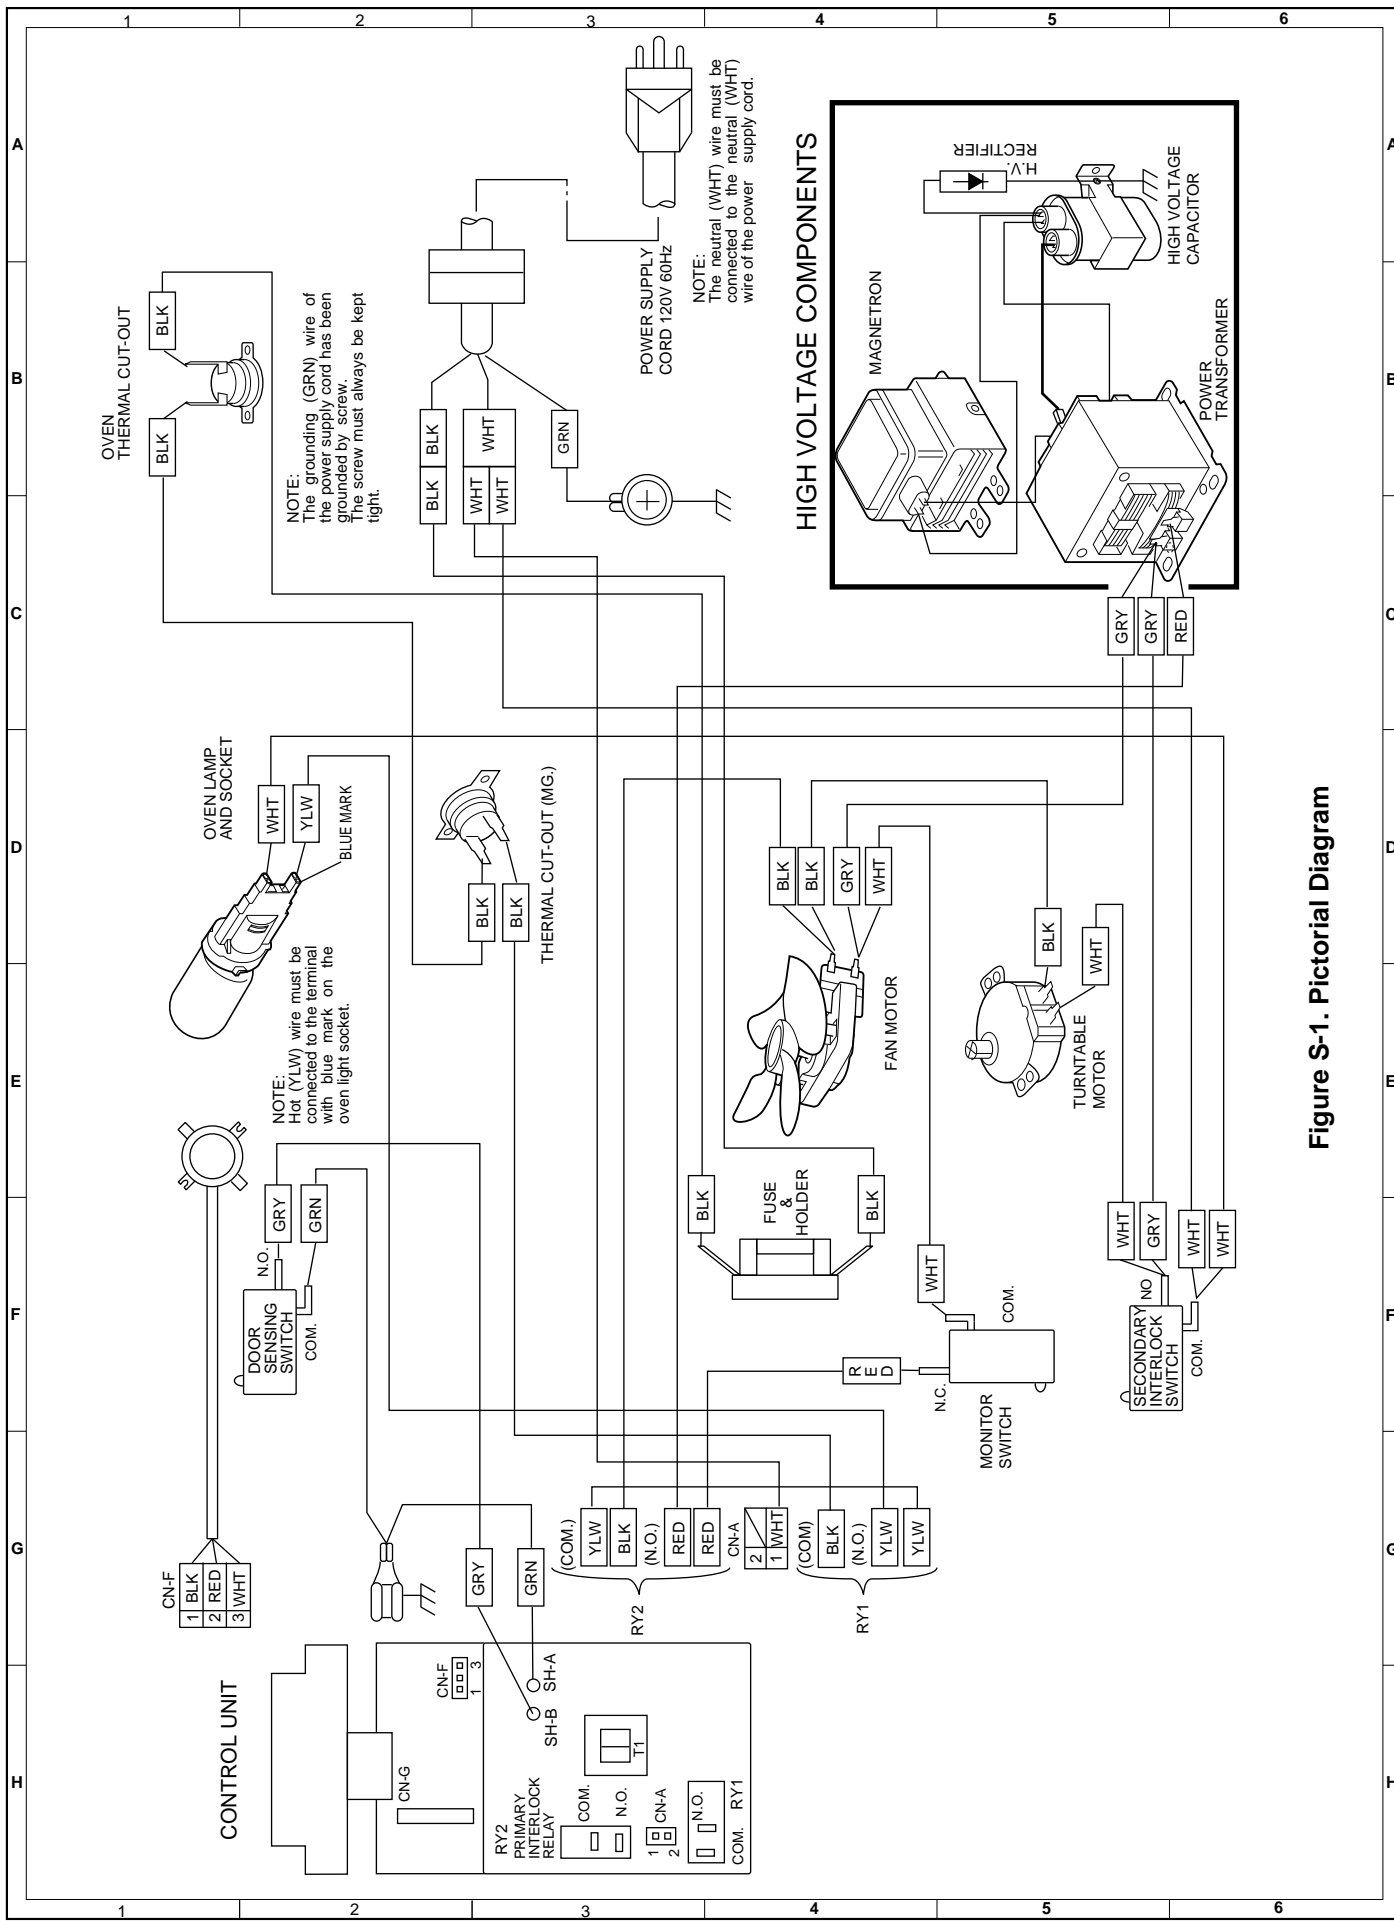 1
2
3
4
5
6
A
B
C
D
E
F
G
H
A
B
C
D
E
F
G
H
1
2
3
4
5
6
Figure S-1. Pictorial Diagram
CONTROL UNIT
CN-G
CN-F
1
3
SH-A
SH-B
T1
RY2
PRIMARY
INTERLOCK
RELAY
COM.
N.O.
1
2
CN-A
N.O.
COM.
RY1
CN-F
1 BLK
2 RED
3 WHT
GRY
GRN
(COM.)
YLW
BLK
(N.O.)
RED
RED
RY2
CN-A
2
1 WHT
(COM)
BLK
(N.O.)
YLW
YLW
RY1
DOOR
SENSING
SWITCH
N.O.
COM.
GRY
GRN
NOTE:
Hot (YLW) wire must be
connected to the terminal
with blue mark on the
oven light socket.
OVEN LAMP
AND SOCKET
WHT
YLW
BLUE MARK
BLK
BLK
THERMAL CUT-OUT (MG.)
BLK
FUSE
&
HOLDER
BLK
RED
N.C.
WHT
COM.
MONITOR
SWITCH
SECONDARY
INTERLOCK
SWITCH
NO
COM.
WHT
GRY
WHT
WHT
FAN MOTOR
BLK
BLK
GRY
WHT
TURNTABLE
MOTOR
BLK
WHT
OVEN
THERMAL CUT-OUT
BLK
BLK
NOTE:
The grounding (GRN) wire of
the power supply cord has been
grounded by screw.
The screw must always be kept
tight.
BLK
BLK
WHT
WHT
WHT
GRN
POWER SUPPLY
CORD 120V 60Hz
NOTE:
The neutral (WHT) wire must be
connected to the neutral (WHT)
wire of the power supply cord.
HIGH VOLTAGE COMPONENTS
MAGNETRON
H.V.
RECTIFIER
HIGH VOLTAGE
CAPACITOR
POWER
TRANSFORMER
GRY
GRY
RED